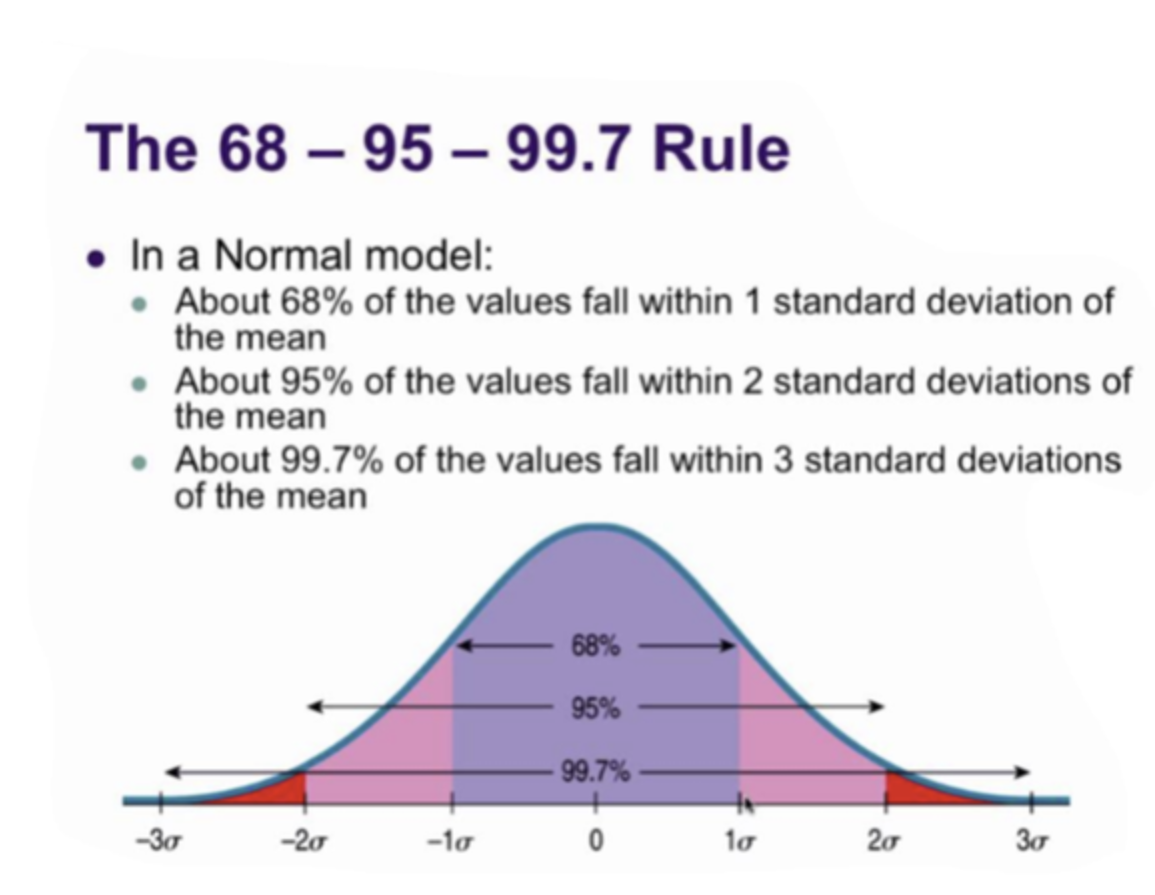 The 68 – 95 – 99.7 Rule
In a Normal model:
About 68% of the values fall within 1 standard deviation of
the mean
About 95% of the values fall within 2 standard deviations of
the mean
About 99.7% of the values fall within 3 standard deviations
of the mean
68%
95%
99.7%
–3σ –2σ –1σ 0 1σ 2σ 3σ